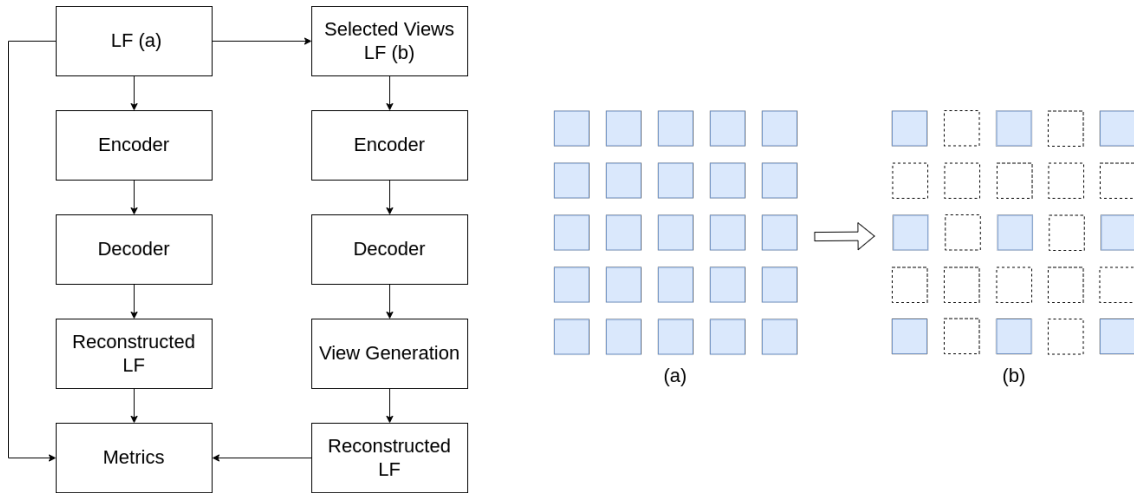 LF (a)
Encoder
Decoder
Reconstructed
LF
Metrics
Selected Views
LF (b)
Encoder
Decoder
View Generation
Reconstructed
LF
(a)
(b)